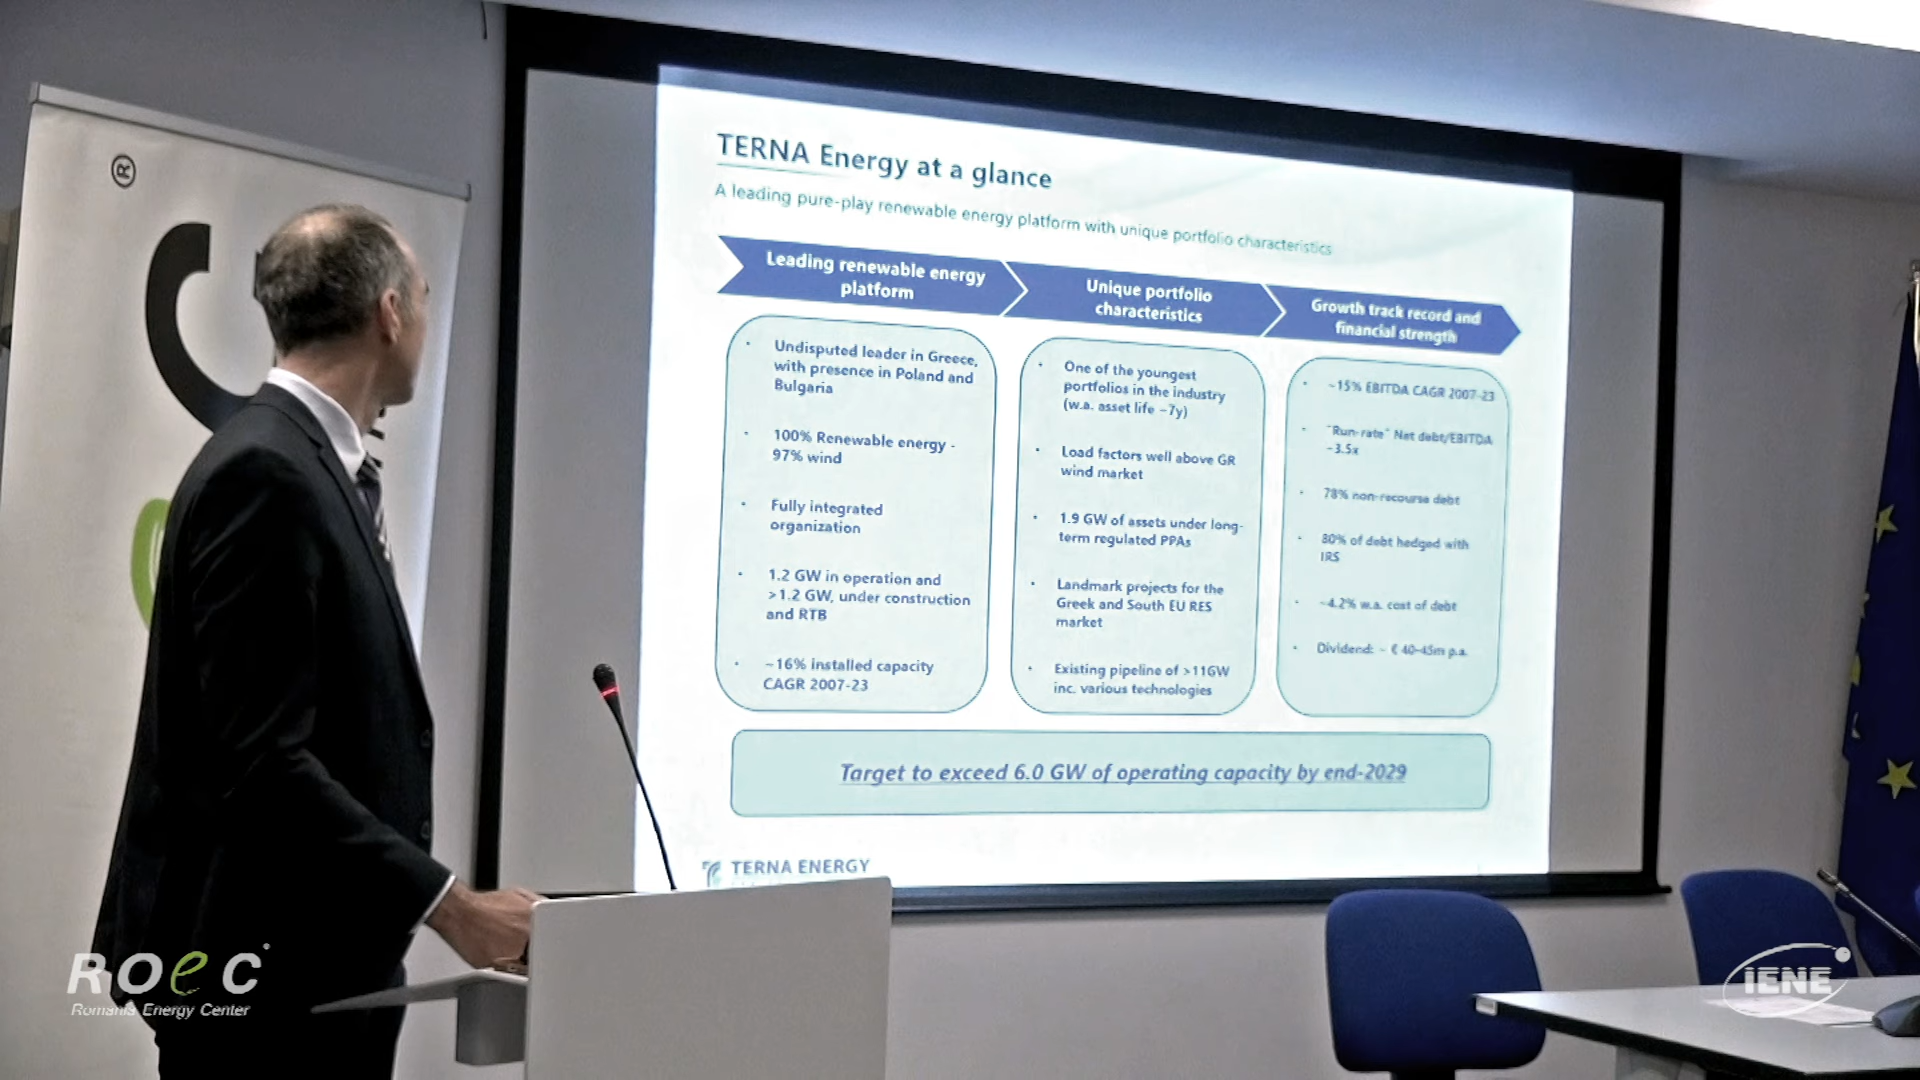 ®
TERNA Energy at a glance
A leading pure-play renewable energy platform with unique portfolio characteristics
Leading renewable energy
platform
• Undisputed leader in Greece,
with presence in Poland and
Bulgaria
• 100% Renewable energy -
97% wind
• Fully integrated
organization
• 1.2 GW in operation and
>1.2 GW, under construction
and RTB
• ~16% installed capacity
CAGR 2007-23
Unique portfolio
characteristics
• One of the youngest
portfolios in the industry
(w.a. asset life ~7y)
• Load factors well above GR
wind market
• 1.9 GW of assets under long-
term regulated PPAs
• Landmark projects for the
Greek and South EU RES
market
• Existing pipeline of >11GW
inc. various technologies
Growth track record and
financial strength
• ~15% EBITDA CAGR 2007-23
• "Run-rate" Net debt/EBITDA
~3.5x
• 78% non-recourse debt
• 80% of debt hedged with
IRS
• ~4.2% w.a. cost of debt
• Dividend: ~ € 40-45m p.a.
Target to exceed 6.0 GW of operating capacity by end-2029
TERNA ENERGY
ROeC
Romania Energy Center
IENE